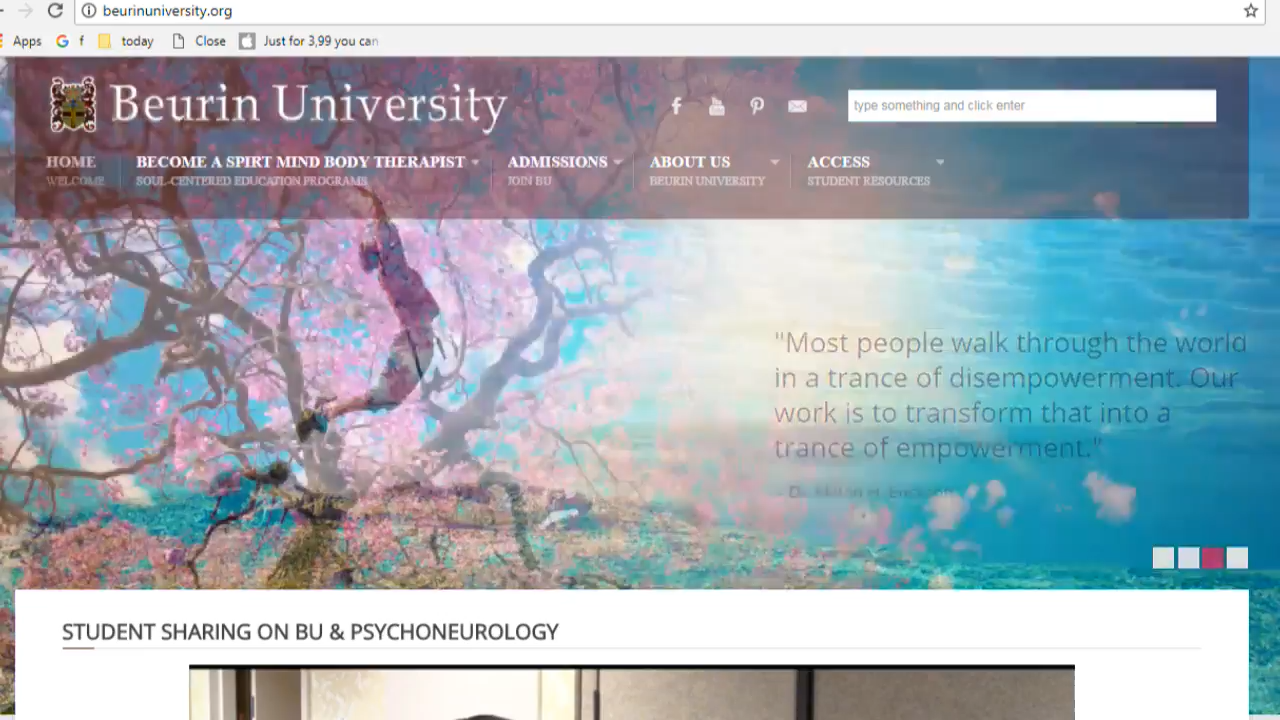 beurinuniversity.org
Apps f today Close Just for 3,99 you can
Beurin University
type something and click enter
HOME BECOME A SPIRT MIND BODY THERAPIST ADMISSIONS ABOUT US ACCESS
WELCOME SOUL-CENTERED EDUCATION PROGRAMS JOIN BU BEURIN UNIVERSITY STUDENT RESOURCES
"Most people walk through the world
in a trance of disempowerment. Our
work is to transform that into a
trance of empowerment."
- Dr. Milton H. Erickson
STUDENT SHARING ON BU & PSYCHONEUROLOGY